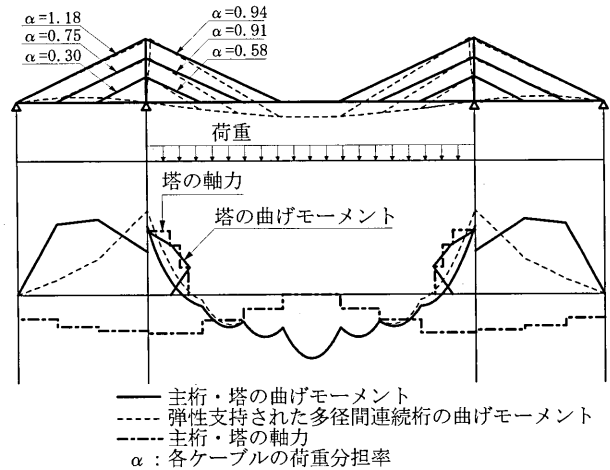 α=1.18
α=0.75
α=0.30
α=0.94
α=0.91
α=0.58
荷重
塔の軸力
塔の曲げモーメント
主桁・塔の曲げモーメント
弾性支持された多径間連続桁の曲げモーメント
主桁・塔の軸力
α：各ケーブルの荷重分担率